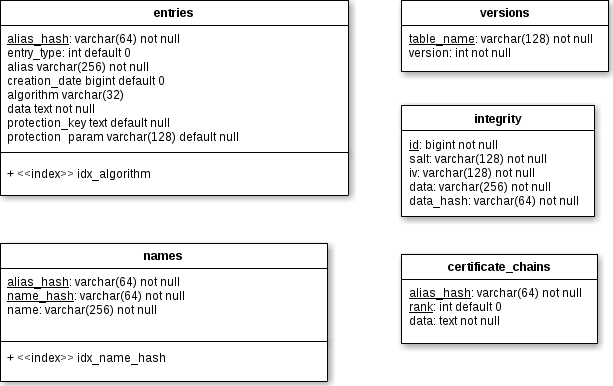 entries
alias_hash: varchar(64) not null
entry_type: int default 0
alias varchar(256) not null
creation_date bigint default 0
algorithm varchar(32)
data text not null
protection_key text default null
protection_param varchar(128) default null
+ <<index>> idx_algorithm
names
alias_hash: varchar(64) not null
name_hash: varchar(64) not null
name: varchar(256) not null
+ <<index>> idx_name_hash
versions
table_name: varchar(128) not null
version: int not null
integrity
id: bigint not null
salt: varchar(128) not null
iv: varchar(128) not null
data: varchar(256) not null
data_hash: varchar(64) not null
certificate_chains
alias_hash: varchar(64) not null
rank: int default 0
data: text not null